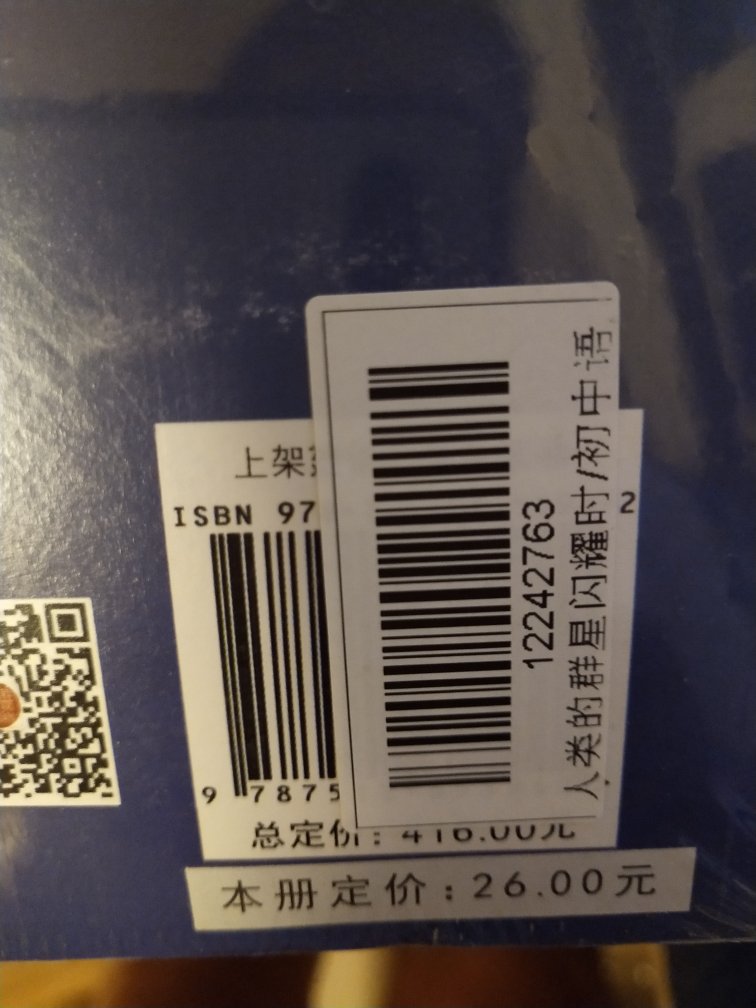 上架
ISBN 97
2
9 7875
总定价:416.00元
本册定价:26.00元
12242763
人类的群星闪耀时/初中语